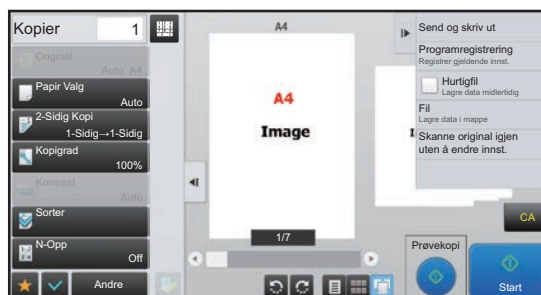 Kopier 1
Original
Auto A4
Papir Valg
Auto
2-Sidig Kopi
1-Sidig→1-Sidig
Kopigrad
100%
Kontrast
Auto
Sorter
N-Opp
Off
Andre
A4
A4
Image
1/7
Send og skriv ut
Programregistrering
Registrer gjeldende innst.
Hurtigfil
Lagre data midlertidig
Fil
Lagre data i mappe
Skanne original igjen
uten å endre innst.
CA
Prøvekopi
Start